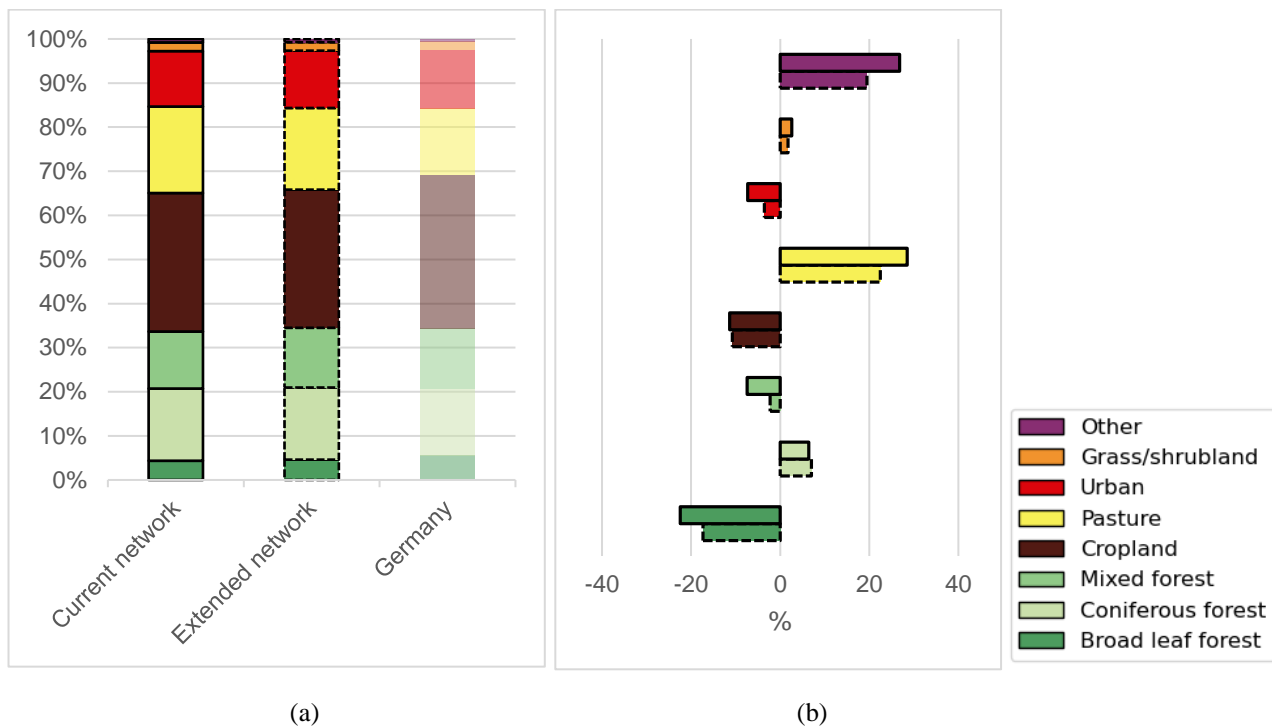 100%
90%
80%
70%
60%
50%
40%
30%
20%
10%
0%
Current network
Extended network
Germany
(a)
-40 -20 0 20 40
%
(b)
Other
Grass/shrubland
Urban
Pasture
Cropland
Mixed forest
Coniferous forest
Broad leaf forest